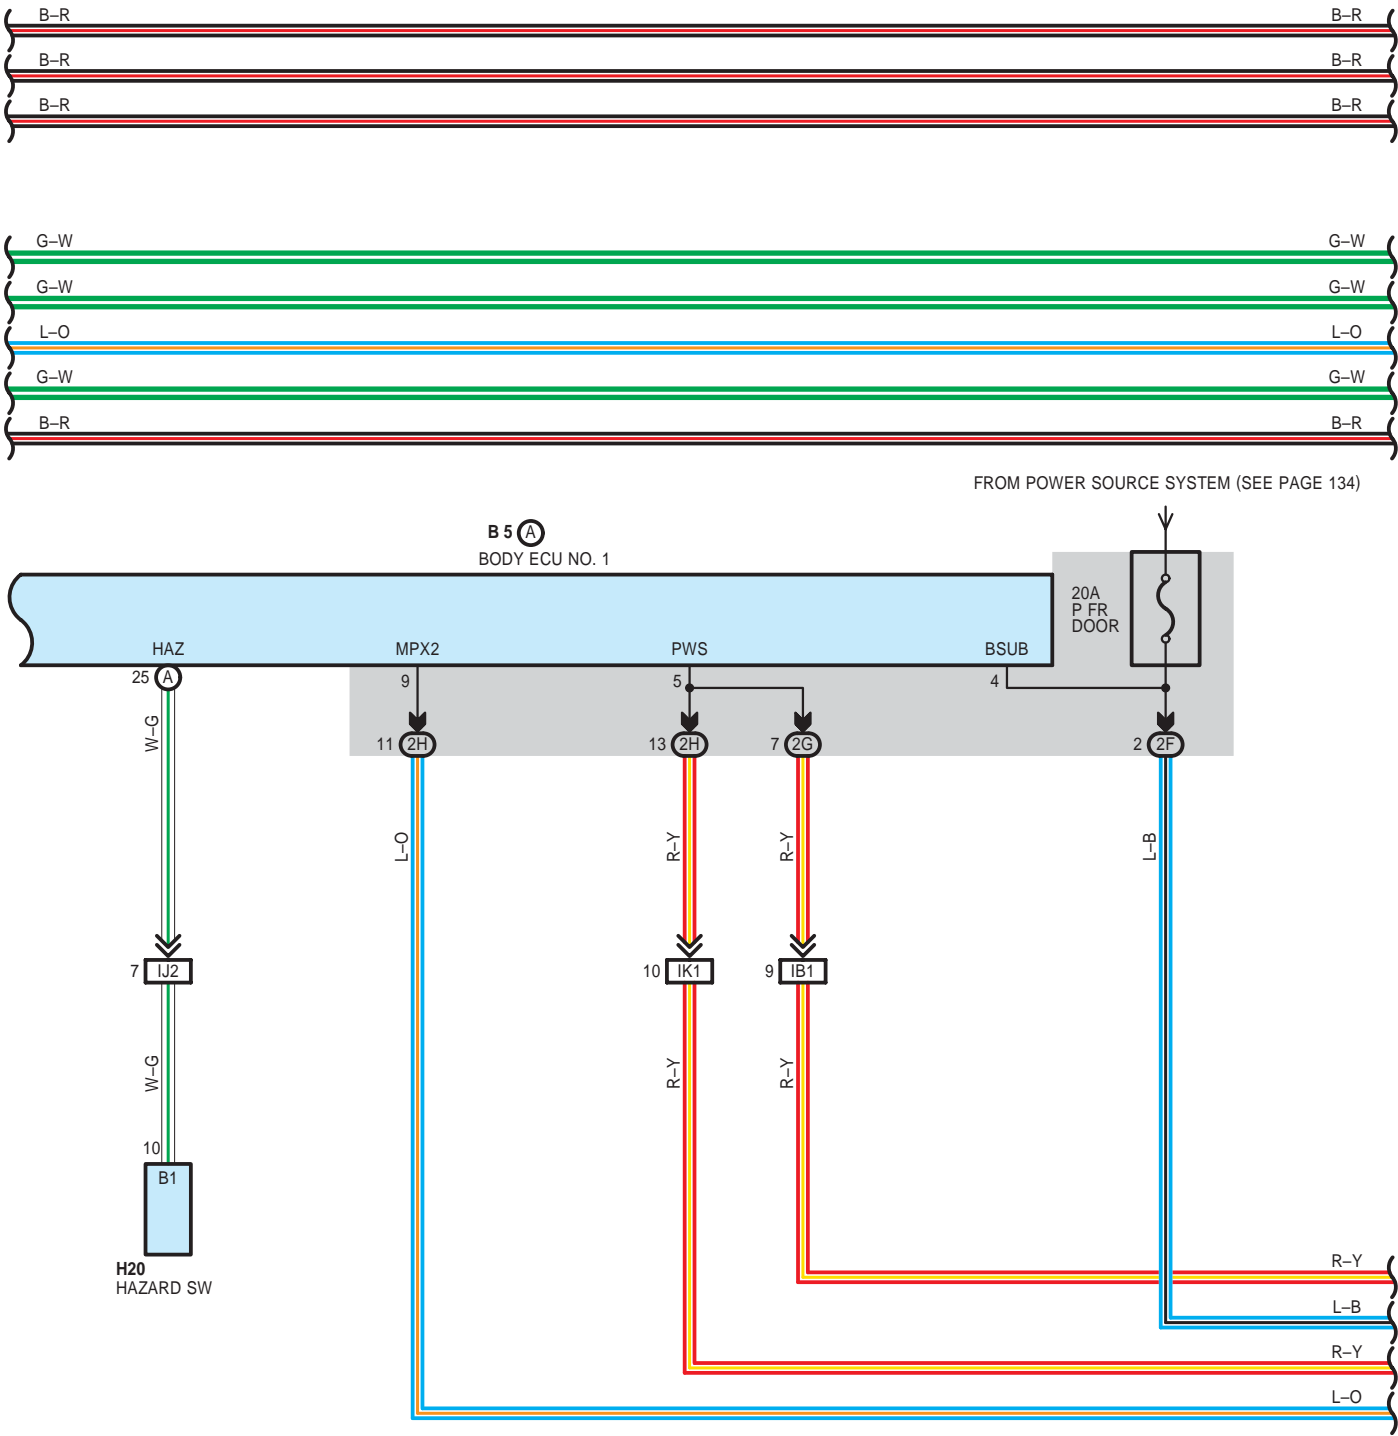 B–R B–R
B–R B–R
B–R B–R
G–W G–W
G–W G–W
L–O L–O
G–W G–W
B–R B–R
FROM POWER SOURCE SYSTEM (SEE PAGE 134)
B 5 A
BODY ECU NO. 1
20A
P FR
DOOR
HAZ MPX2 PWS BSUB
25 A 9 5 4
11 2H 13 2H 7 2G 2 2F
W–G
L–O R–Y R–Y L–B
7 IJ2 10 IK1 9 IB1
W–G R–Y R–Y
10
B1
H20
HAZARD SW
R–Y
L–B
R–Y
L–O